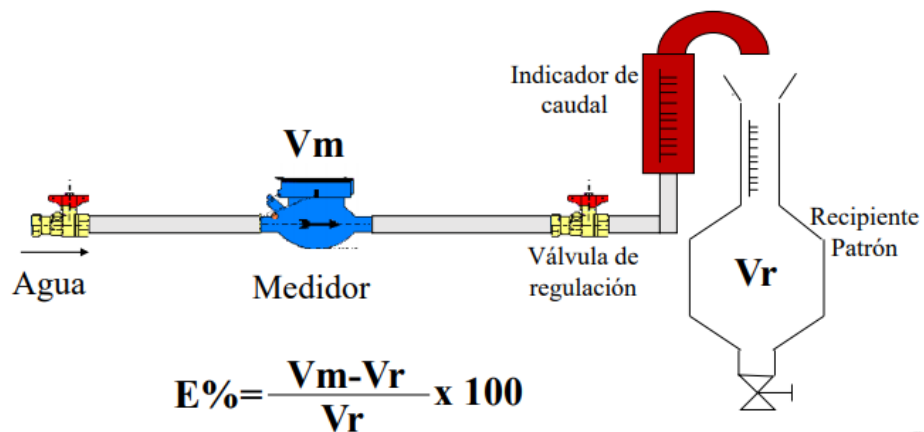 Indicador de
caudal
Vm
Agua
Medidor
Válvula de
regulación
Recipiente
Patrón
Vr
E%= Vm-Vr x 100
Vr